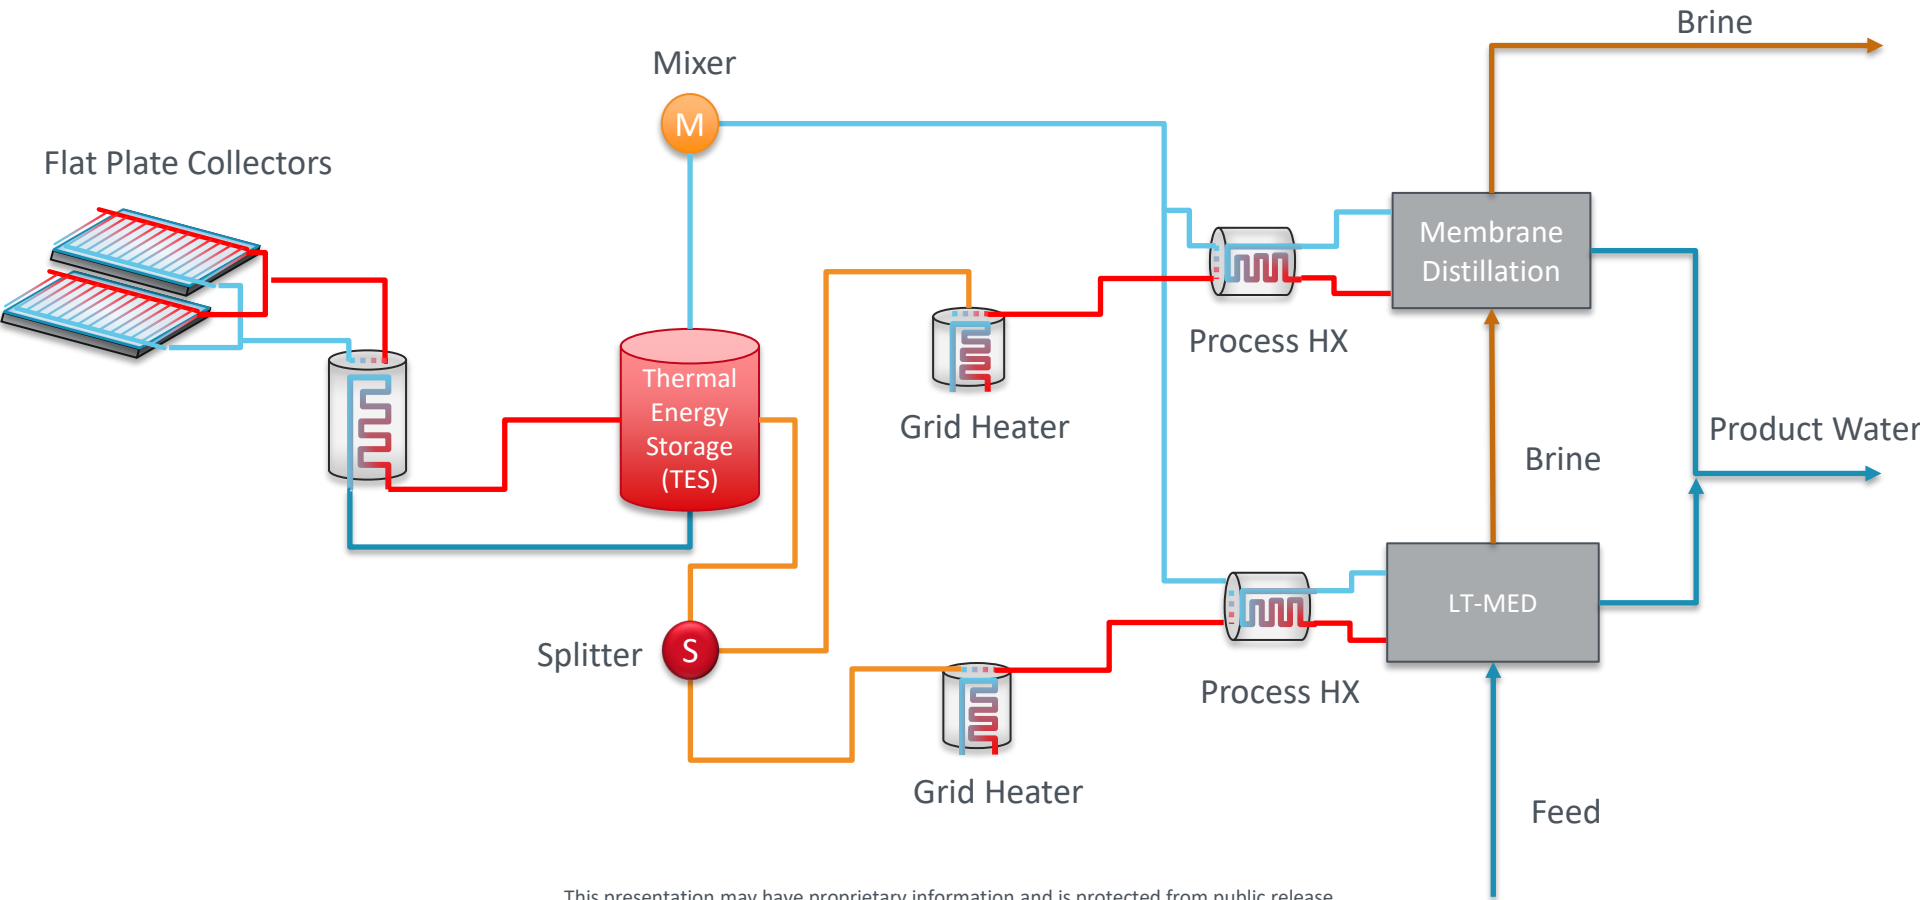 Brine
Mixer
M
Flat Plate Collectors
Membrane
Distillation
Process HX
Thermal
Energy
Storage
(TES)
Grid Heater
Product Water
Brine
LT-MED
Splitter
S
Process HX
Grid Heater
Feed
This presentation may have proprietary information and is protected from public release